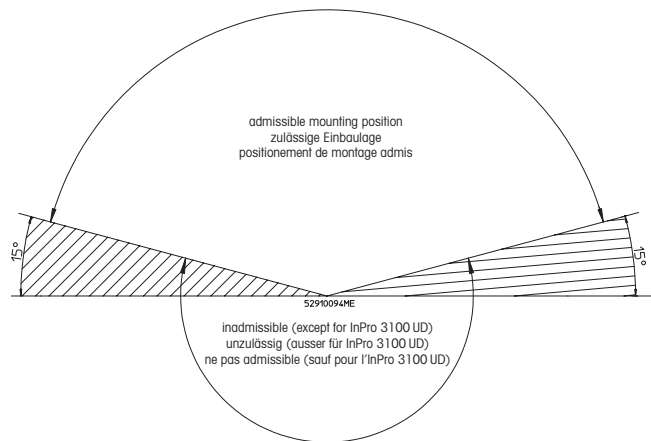 admissible mounting position
zulässige Einbaulage
positionement de montage admis
15°
15°
52910094ME
inadmissible (except for InPro 3100 UD)
unzulässig (ausser für InPro 3100 UD)
ne pas admissible (sauf pour l'InPro 3100 UD)